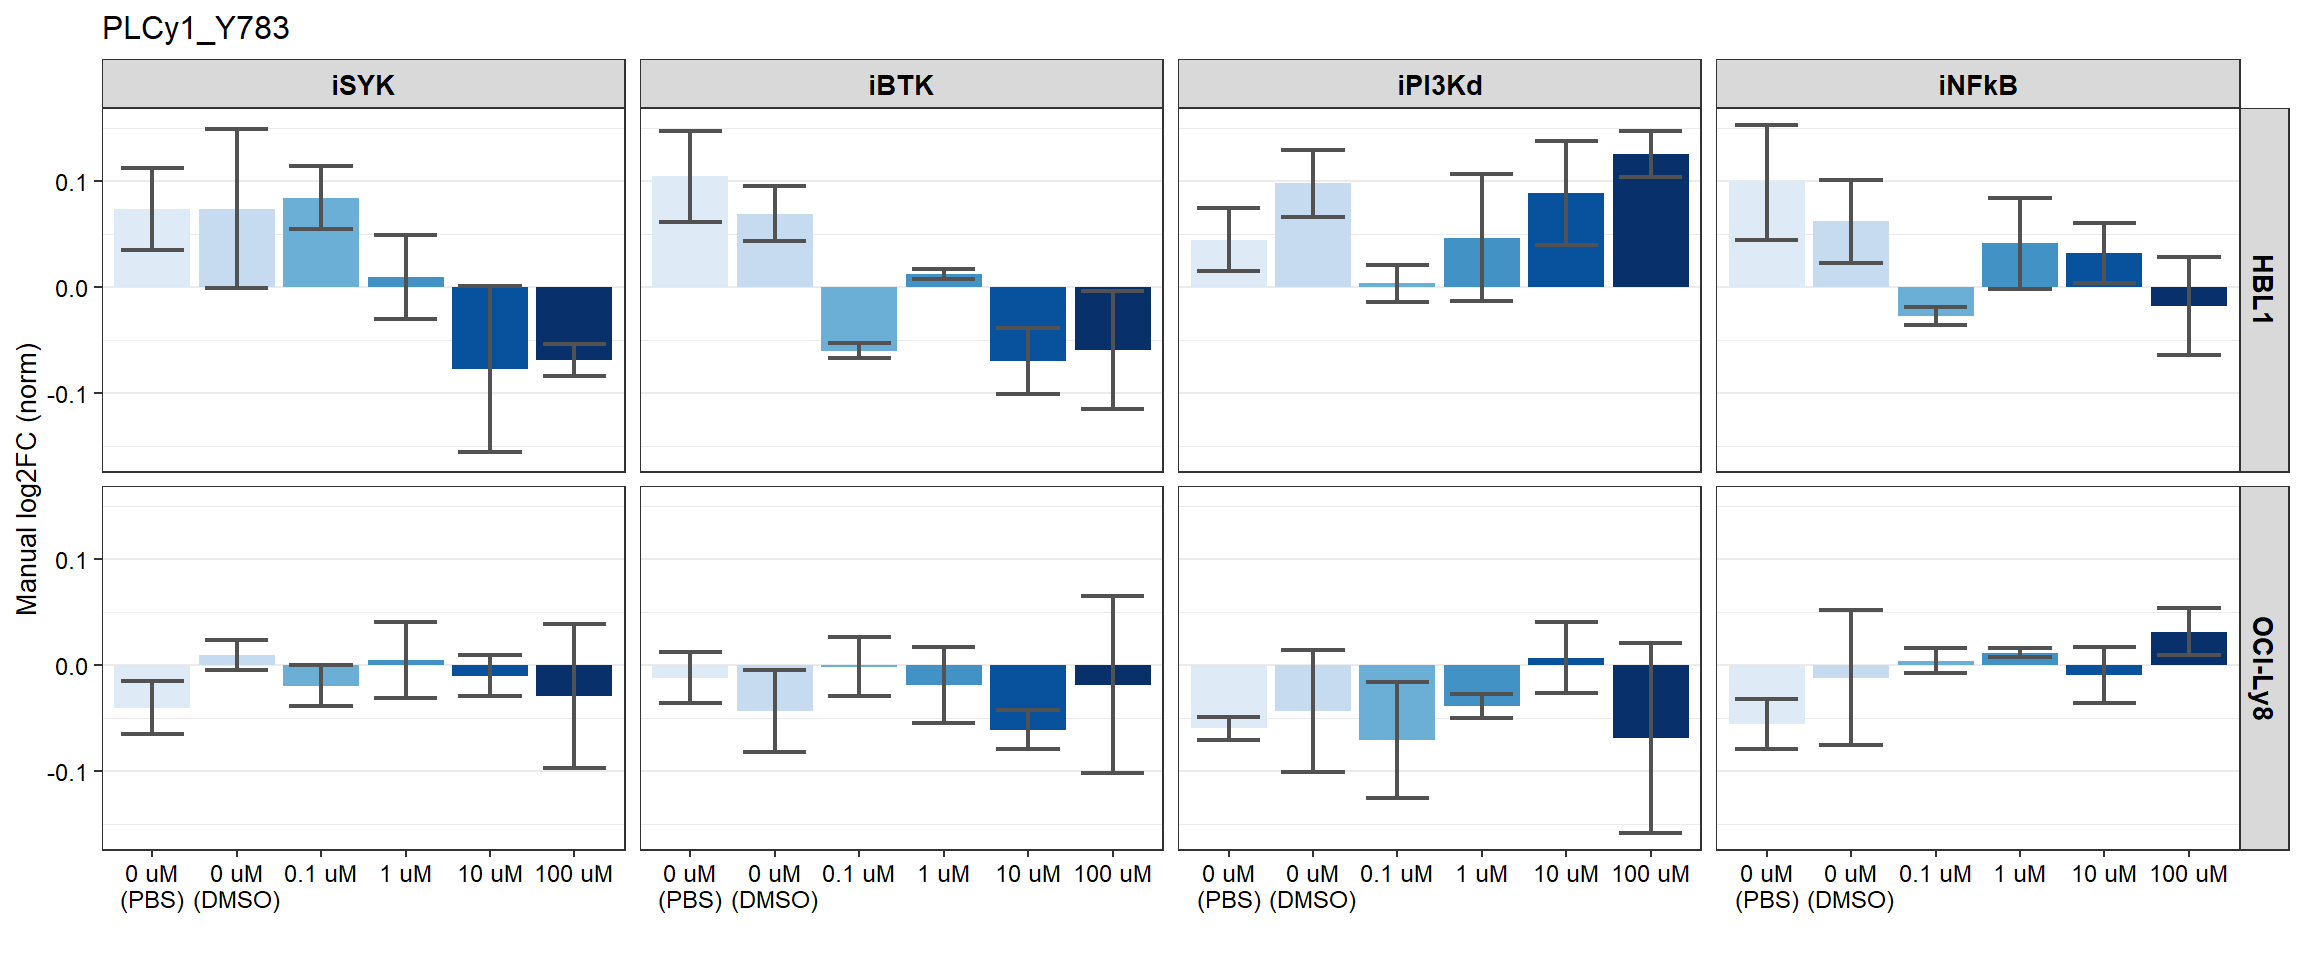 PLCy1_Y783
iSYK
iBTK
iPI3Kd
iNFkB
Manual log2FC (norm)
0.1
0.0
-0.1
HBL1
0.1
0.0
-0.1
OCI-Ly8
0 uM (PBS)
0 uM (DMSO)
0.1 uM
1 uM
10 uM
100 uM
0 uM (PBS)
0 uM (DMSO)
0.1 uM
1 uM
10 uM
100 uM
0 uM (PBS)
0 uM (DMSO)
0.1 uM
1 uM
10 uM
100 uM
0 uM (PBS)
0 uM (DMSO)
0.1 uM
1 uM
10 uM
100 uM